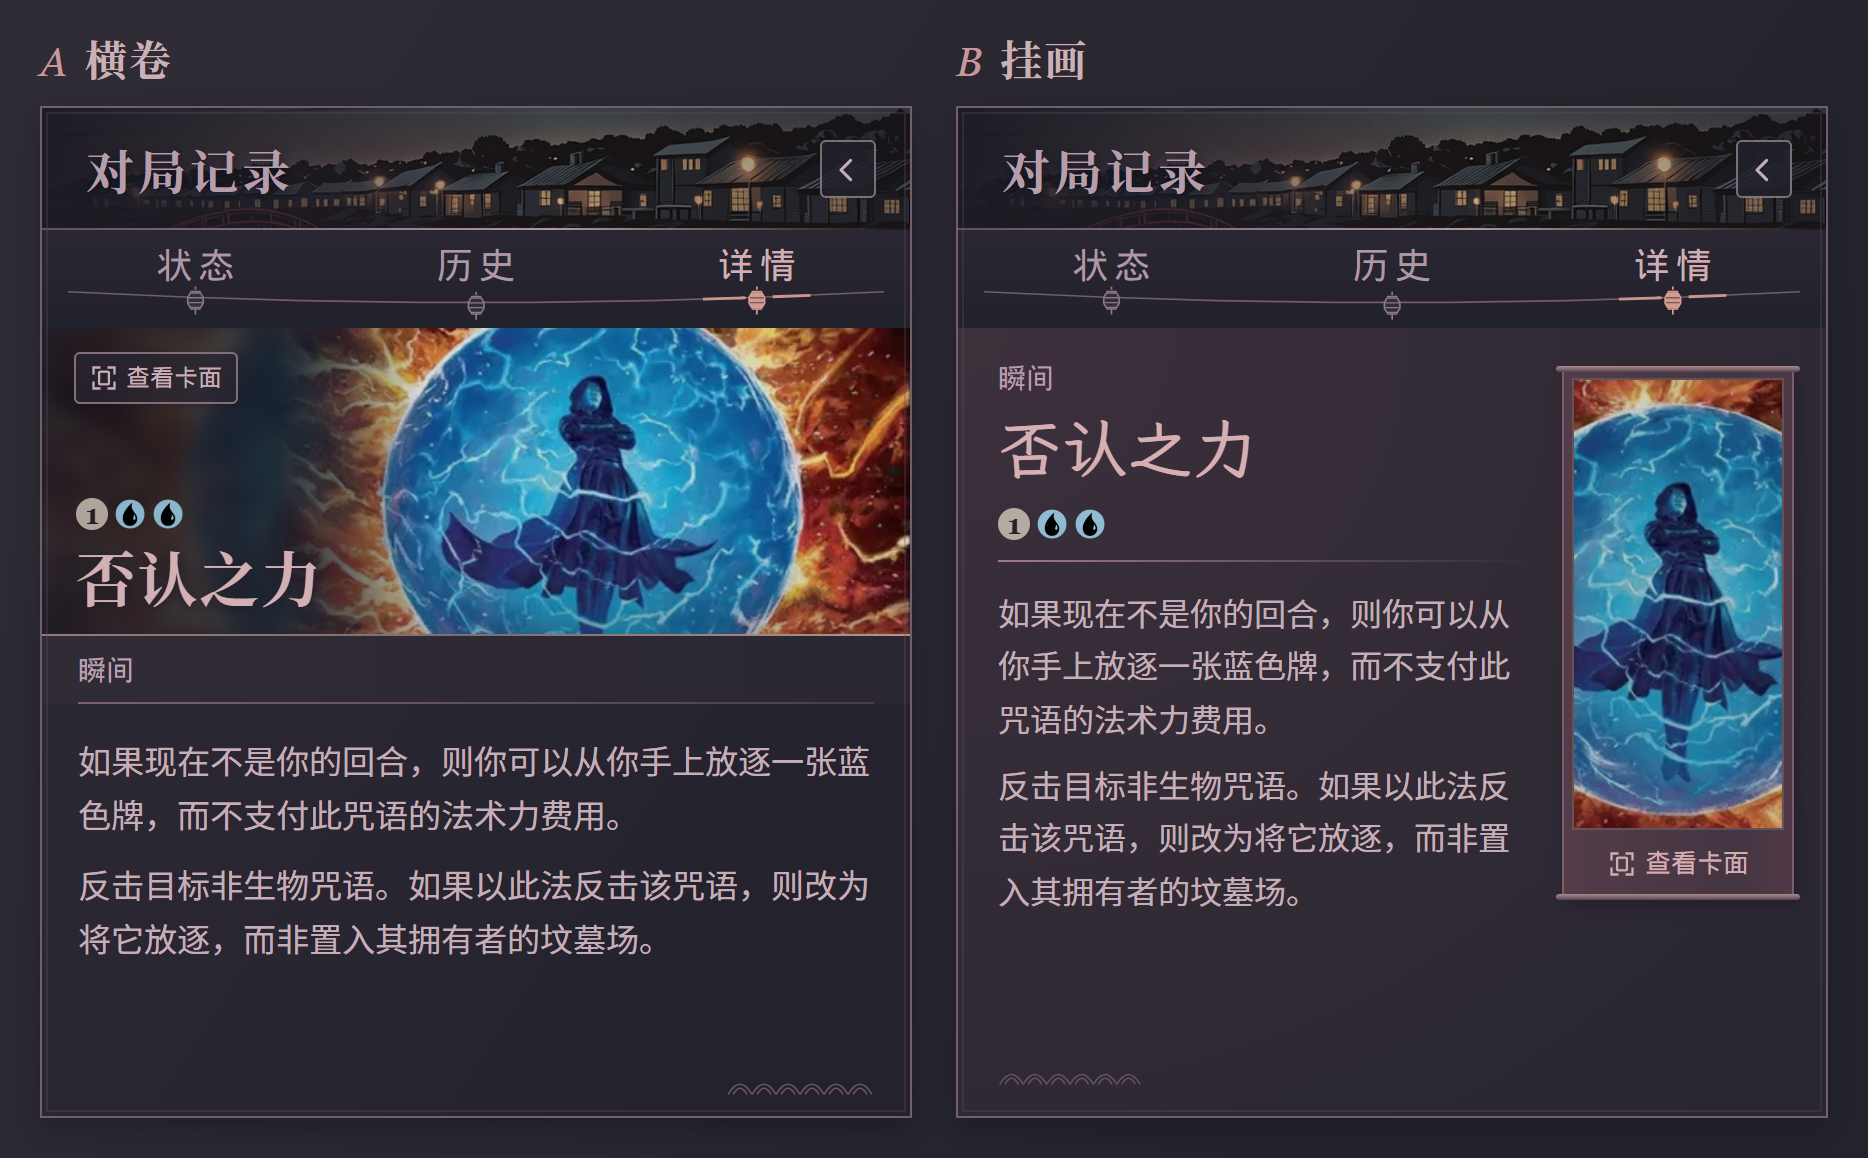 A 横卷
对局记录
状态 历史 详情
查看卡面
1
否认之力
瞬间
如果现在不是你的回合，则你可以从你手上放逐一张蓝
色牌，而不支付此咒语的法术力费用。
反击目标非生物咒语。如果以此法反击该咒语，则改为
将它放逐，而非置入其拥有者的坟墓场。
B 挂画
对局记录
状态 历史 详情
瞬间
否认之力
1
如果现在不是你的回合，则你可以从
你手上放逐一张蓝色牌，而不支付此
咒语的法术力费用。
反击目标非生物咒语。如果以此法反
击该咒语，则改为将它放逐，而非置
入其拥有者的坟墓场。
查看卡面